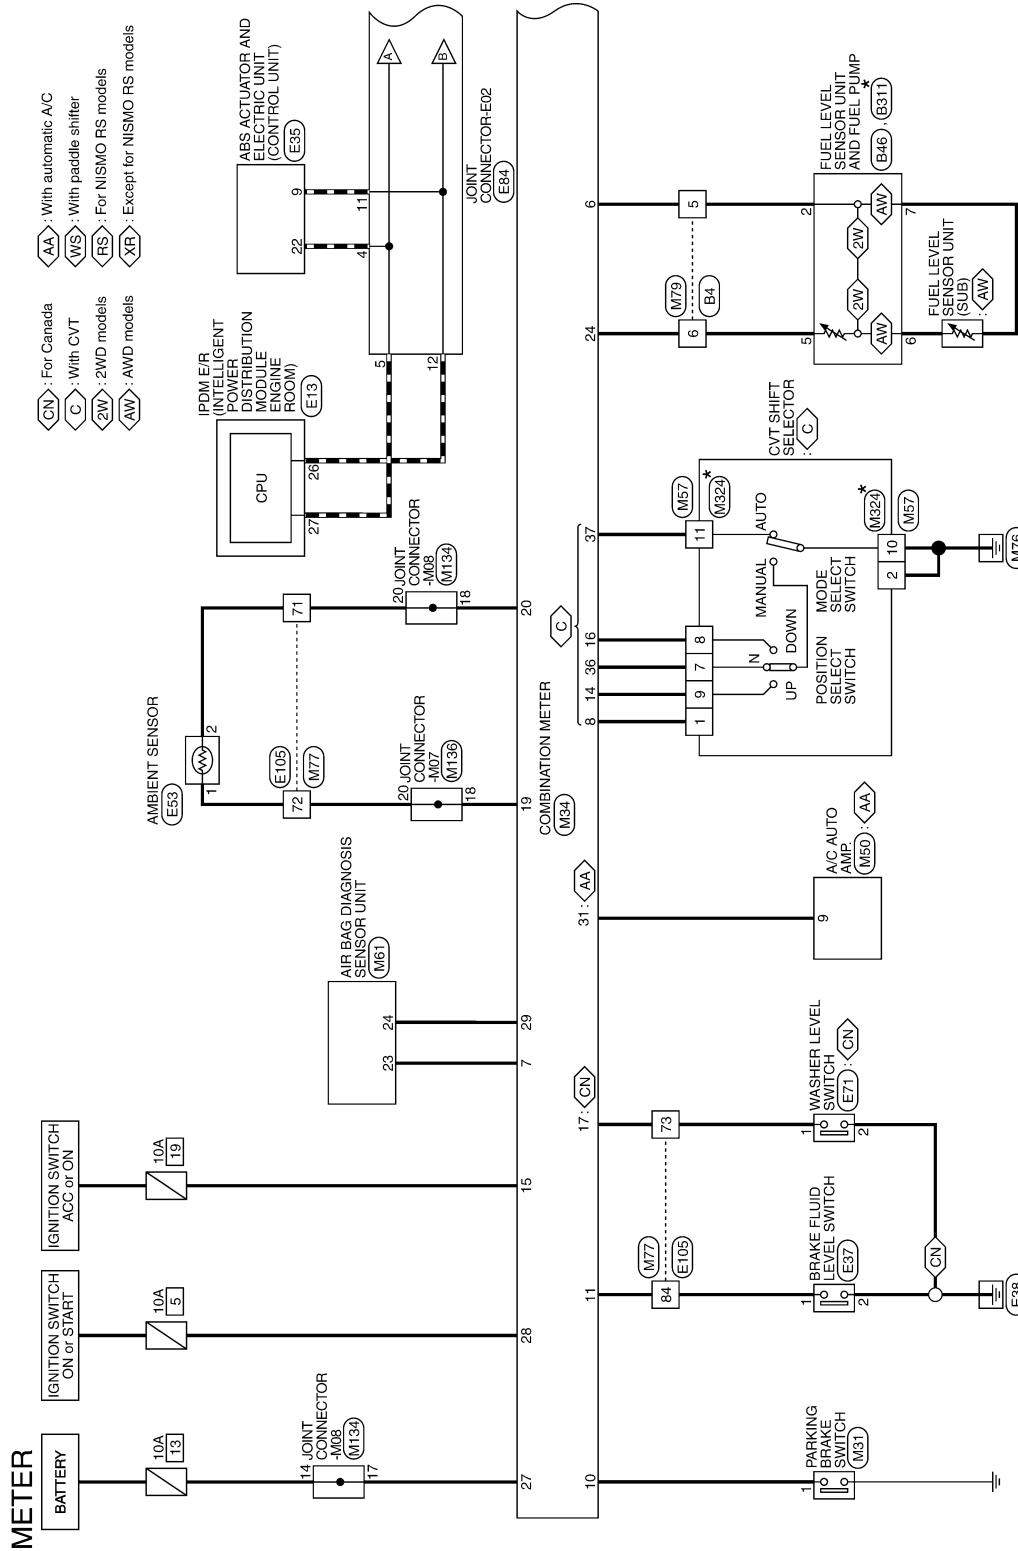 METER
BATTERY
10A
13
14
JOINT
CONNECTOR
-M08
M134
17
27
IGNITION SWITCH
ON or START
10A
5
28
IGNITION SWITCH
ACC or ON
10A
19
15
AIR BAG DIAGNOSIS
SENSOR UNIT
M61
23
24
7
29
AMBIENT SENSOR
E53
1
2
72
E105
M77
71
20
JOINT
CONNECTOR
-M07
M136
18
19
20
JOINT
CONNECTOR
-M08
M134
18
20
CN : For Canada
C : With CVT
2W : 2WD models
AW : AWD models
AA : With automatic A/C
WS : With paddle shifter
RS : For NISMO RS models
XR : Except for NISMO RS models
IPDM E/R
(INTELLIGENT
POWER
DISTRIBUTION
MODULE
ENGINE
ROOM)
E13
CPU
27
26
5
12
ABS ACTUATOR AND
ELECTRIC UNIT
(CONTROL UNIT)
E35
22
9
4
11
A
B
JOINT
CONNECTOR-E02
E84
COMBINATION METER
M34
10
PARKING
BRAKE
SWITCH
M31
1
11
84
M77
E105
73
17 : CN
BRAKE FLUID
LEVEL SWITCH
E37
1
2
WASHER LEVEL
SWITCH
E71 : CN
1
2
CN
E38
31 : AA
A/C AUTO
AMP.
M50 : AA
9
C
8
14
36
16
37
1
9
7
8
11
M57
M324
*
CVT SHIFT
SELECTOR
: C
UP
N
DOWN
MANUAL
AUTO
POSITION
SELECT
SWITCH
MODE
SELECT
SWITCH
2
10
M324
*
M57
M76
24
6
6
M79
B4
5
5
2
FUEL LEVEL
SENSOR UNIT
AND FUEL PUMP
B46 , B311
*
2W
2W
AW
AW
6
7
FUEL LEVEL
SENSOR UNIT
(SUB)
: AW